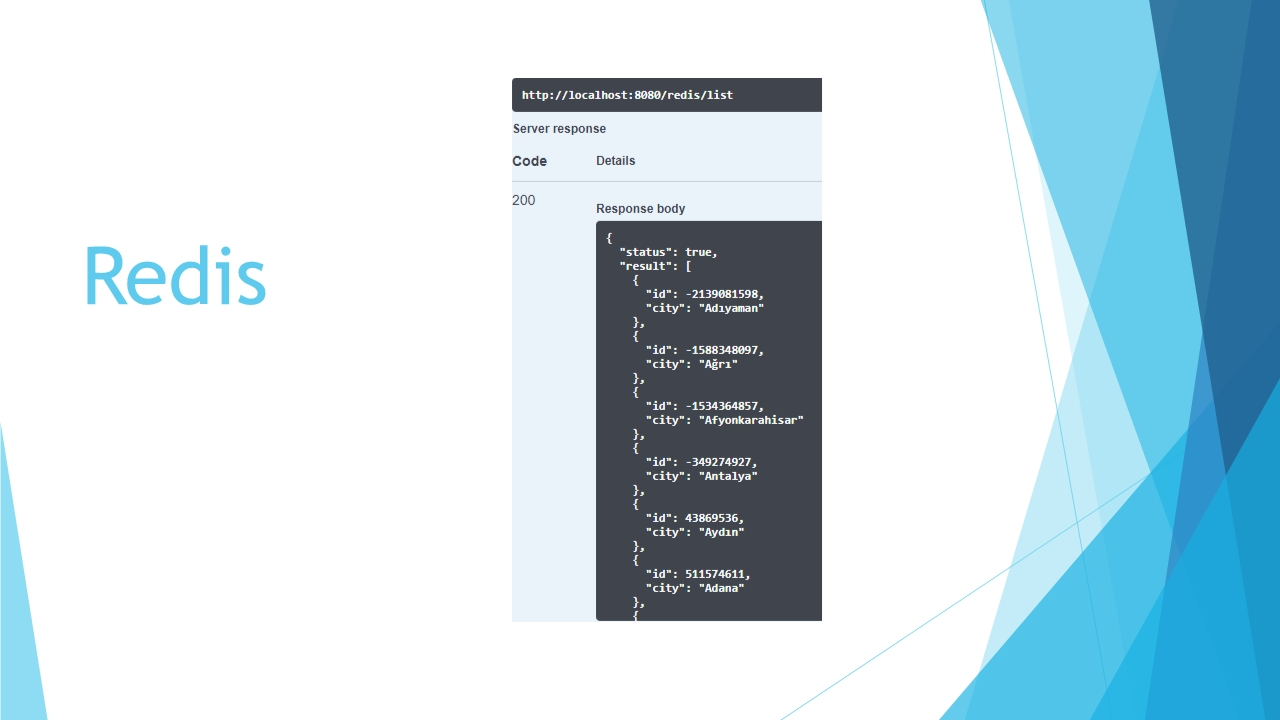 Redis
http://localhost:8080/redis/list
Server response
Code Details
200
Response body
{
  "status": true,
  "result": [
    {
      "id": -2139081598,
      "city": "Adıyaman"
    },
    {
      "id": -1588348097,
      "city": "Ağrı"
    },
    {
      "id": -1534364857,
      "city": "Afyonkarahisar"
    },
    {
      "id": -349274927,
      "city": "Antalya"
    },
    {
      "id": 43869536,
      "city": "Aydın"
    },
    {
      "id": 511574611,
      "city": "Adana"
    },
    {